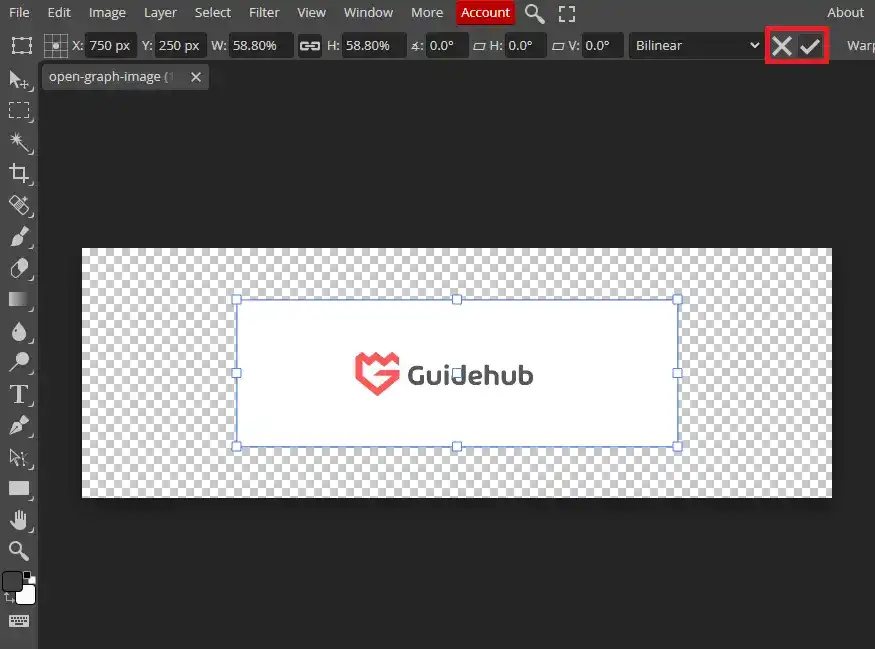 File Edit Image Layer Select Filter View Window More Account About
X: 750 px Y: 250 px W: 58.80% H: 58.80% ∡: 0.0° H: 0.0° V: 0.0° Bilinear Warp
open-graph-image (1
Guidehub
T